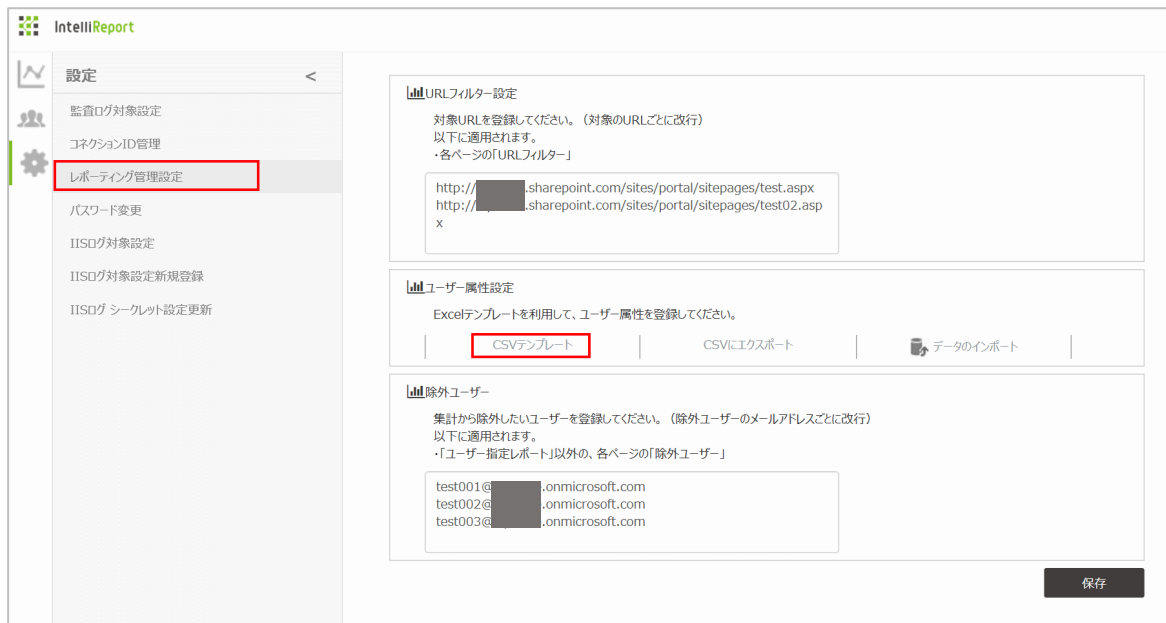 IntelliReport
設定
<
監査ログ対象設定
コネクションID管理
レポーティング管理設定
パスワード変更
IISログ対象設定
IISログ対象設定新規登録
IISログ シークレット設定更新
URLフィルター設定
対象URLを登録してください。（対象のURLごとに改行）
以下に適用されます。
・各ページの「URLフィルター」
http:// .sharepoint.com/sites/portal/sitepages/test.aspx
http:// .sharepoint.com/sites/portal/sitepages/test02.asp
x
ユーザー属性設定
Excelテンプレートを利用して、ユーザー属性を登録してください。
CSVテンプレート CSVにエクスポート データのインポート
除外ユーザー
集計から除外したいユーザーを登録してください。（除外ユーザーのメールアドレスごとに改行）
以下に適用されます。
・「ユーザー指定レポート」以外の、各ページの「除外ユーザー」
test001@ .onmicrosoft.com
test002@ .onmicrosoft.com
test003@ .onmicrosoft.com
保存